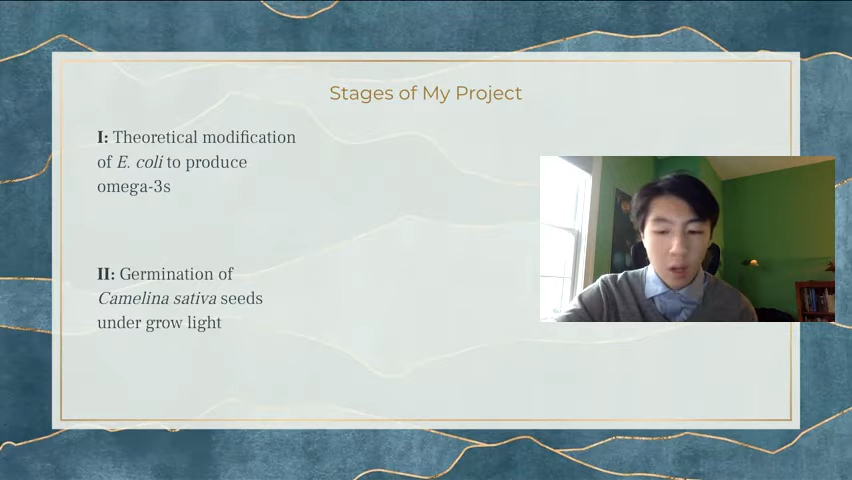 Stages of My Project
I: Theoretical modification
of E. coli to produce
omega-3s
II: Germination of
Camelina sativa seeds
under grow light